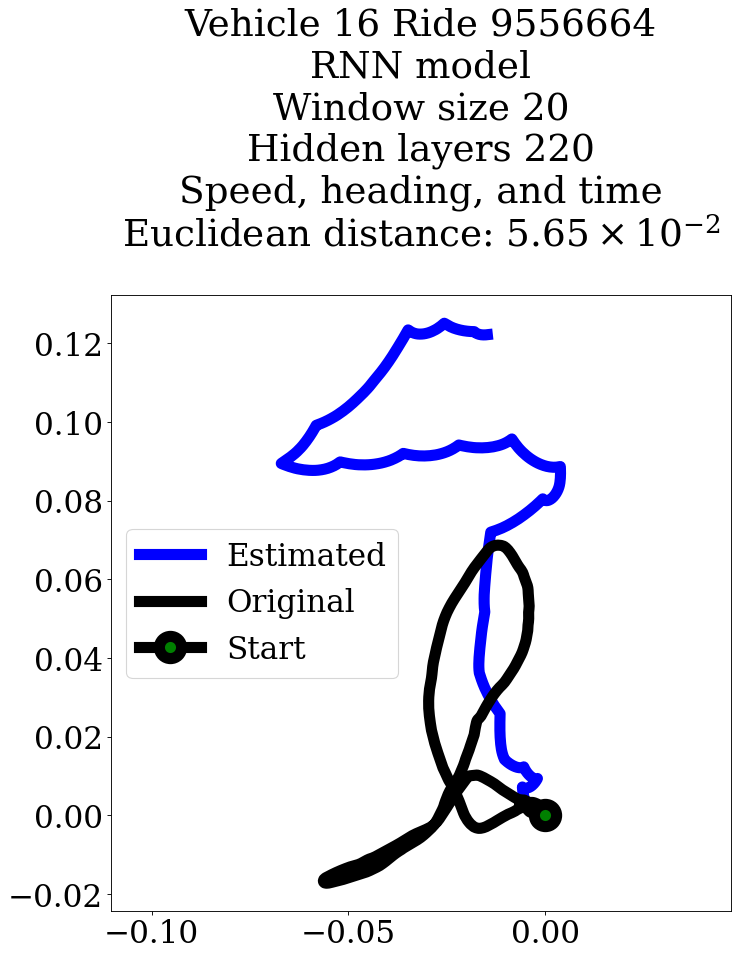 Vehicle 16 Ride 9556664
RNN model
Window size 20
Hidden layers 220
Speed, heading, and time
Euclidean distance: 5.65 × 10⁻²
0.12
0.10
0.08
0.06
0.04
0.02
0.00
−0.02
Estimated
Original
Start
−0.10
−0.05
0.00